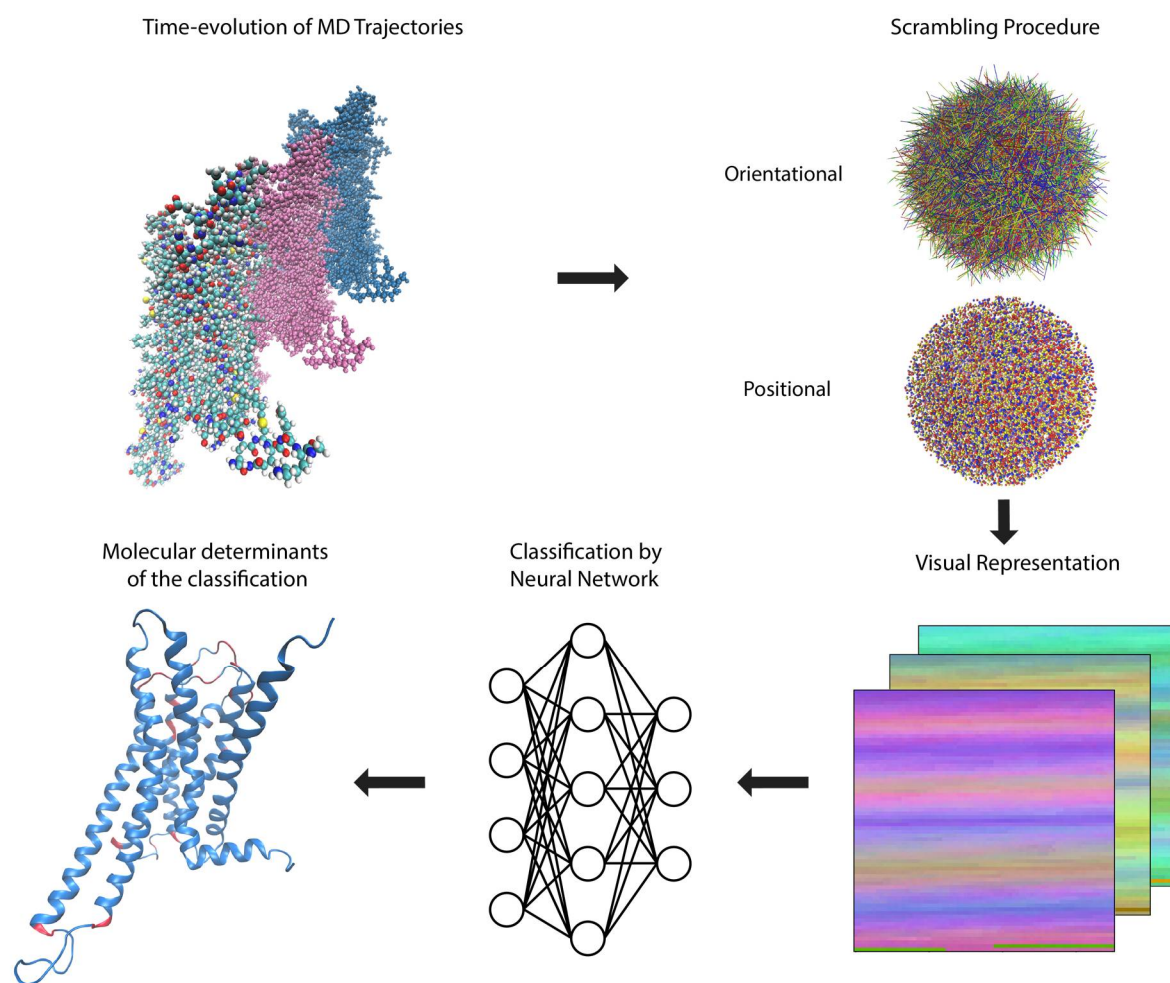 Time-evolution of MD Trajectories
Scrambling Procedure
Orientational
Positional
Visual Representation
Classification by
Neural Network
Molecular determinants
of the classification